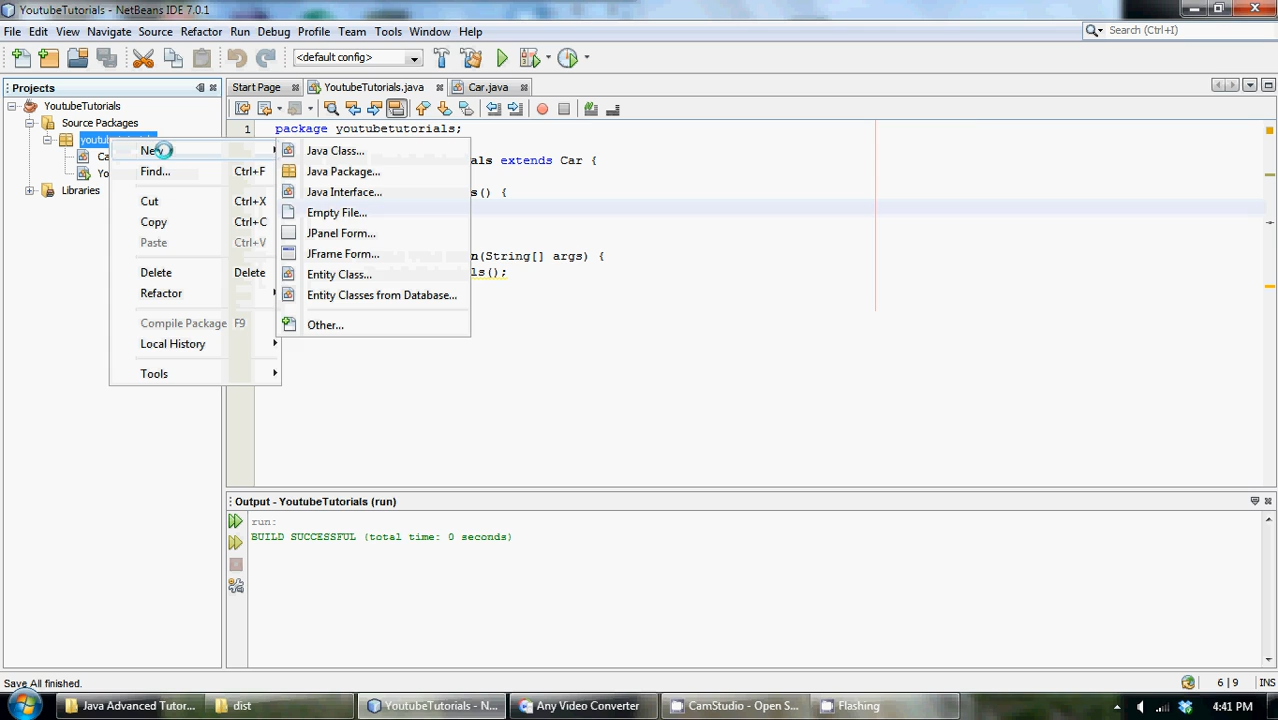 YoutubeTutorials - NetBeans IDE 7.0.1
File Edit View Navigate Source Refactor Run Debug Profile Team Tools Window Help
Search (Ctrl+I)
<default config>
Projects
Start Page
YoutubeTutorials.java
Car.java
YoutubeTutorials
Source Packages
Libraries
New
Find... Ctrl+F
Cut Ctrl+X
Copy Ctrl+C
Paste Ctrl+V
Delete Delete
Refactor
Compile Package F9
Local History
Tools
Java Class...
Java Package...
Java Interface...
Empty File...
JPanel Form...
JFrame Form...
Entity Class...
Entity Classes from Database...
Other...
1 package youtubetutorials;
ls extends Car {
s() {
n(String[] args) {
ls();
Output - YoutubeTutorials (run)
run:
BUILD SUCCESSFUL (total time: 0 seconds)
Save All finished.
6 | 9 INS
Java Advanced Tutor...
dist
YoutubeTutorials - N...
Any Video Converter
CamStudio - Open S...
Flashing
4:41 PM